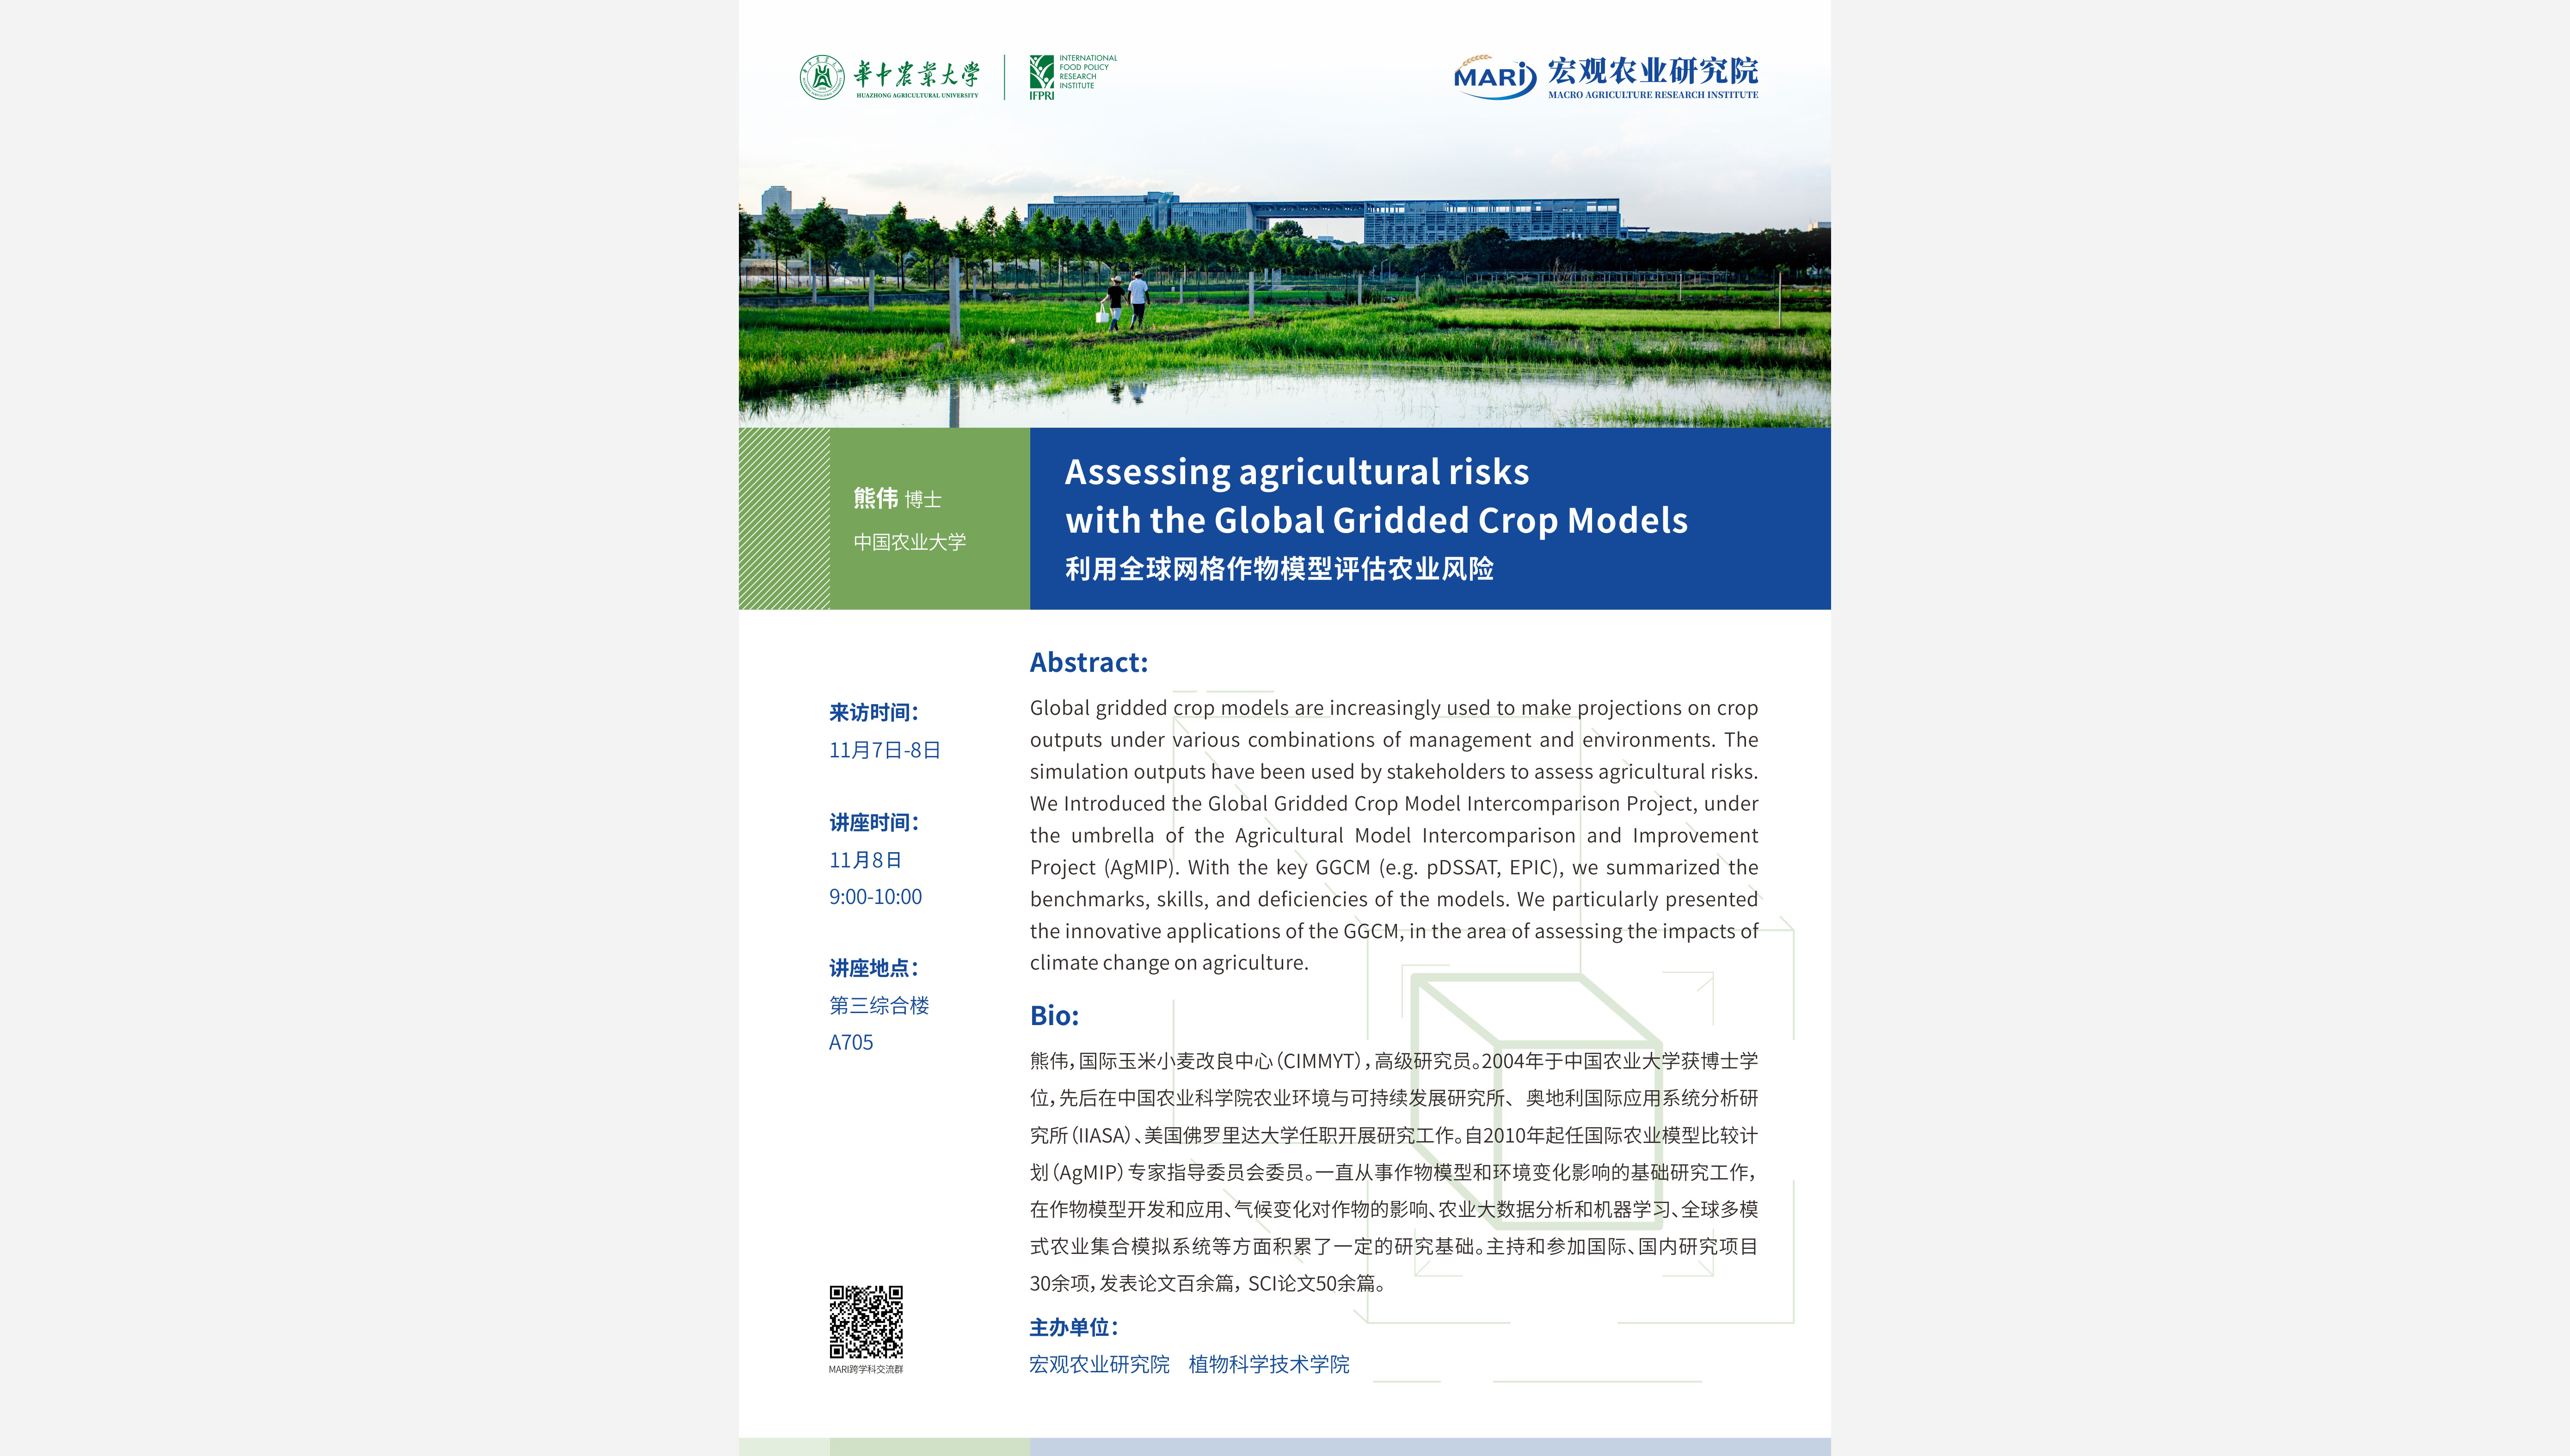 華中农业大学
HUAZHONG AGRICULTURAL UNIVERSITY
INTERNATIONAL
FOOD POLICY
RESEARCH
INSTITUTE
IFPRI
MARI
宏观农业研究院
MACRO AGRICULTURE RESEARCH INSTITUTE
熊伟 博士
中国农业大学
Assessing agricultural risks
with the Global Gridded Crop Models
利用全球网格作物模型评估农业风险
来访时间：
11月7日-8日
讲座时间：
11月8日
9:00-10:00
讲座地点：
第三综合楼
A705
MARI跨学科交流群
Abstract:
Global gridded crop models are increasingly used to make projections on crop
outputs under various combinations of management and environments. The
simulation outputs have been used by stakeholders to assess agricultural risks.
We Introduced the Global Gridded Crop Model Intercomparison Project, under
the umbrella of the Agricultural Model Intercomparison and Improvement
Project (AgMIP). With the key GGCM (e.g. pDSSAT, EPIC), we summarized the
benchmarks, skills, and deficiencies of the models. We particularly presented
the innovative applications of the GGCM, in the area of assessing the impacts of
climate change on agriculture.
Bio:
熊伟，国际玉米小麦改良中心（CIMMYT），高级研究员。2004年于中国农业大学获博士学
位，先后在中国农业科学院农业环境与可持续发展研究所、奥地利国际应用系统分析研
究所（IIASA）、美国佛罗里达大学任职开展研究工作。自2010年起任国际农业模型比较计
划（AgMIP）专家指导委员会委员。一直从事作物模型和环境变化影响的基础研究工作，
在作物模型开发和应用、气候变化对作物的影响、农业大数据分析和机器学习、全球多模
式农业集合模拟系统等方面积累了一定的研究基础。主持和参加国际、国内研究项目
30余项，发表论文百余篇，SCI论文50余篇。
主办单位：
宏观农业研究院 植物科学技术学院